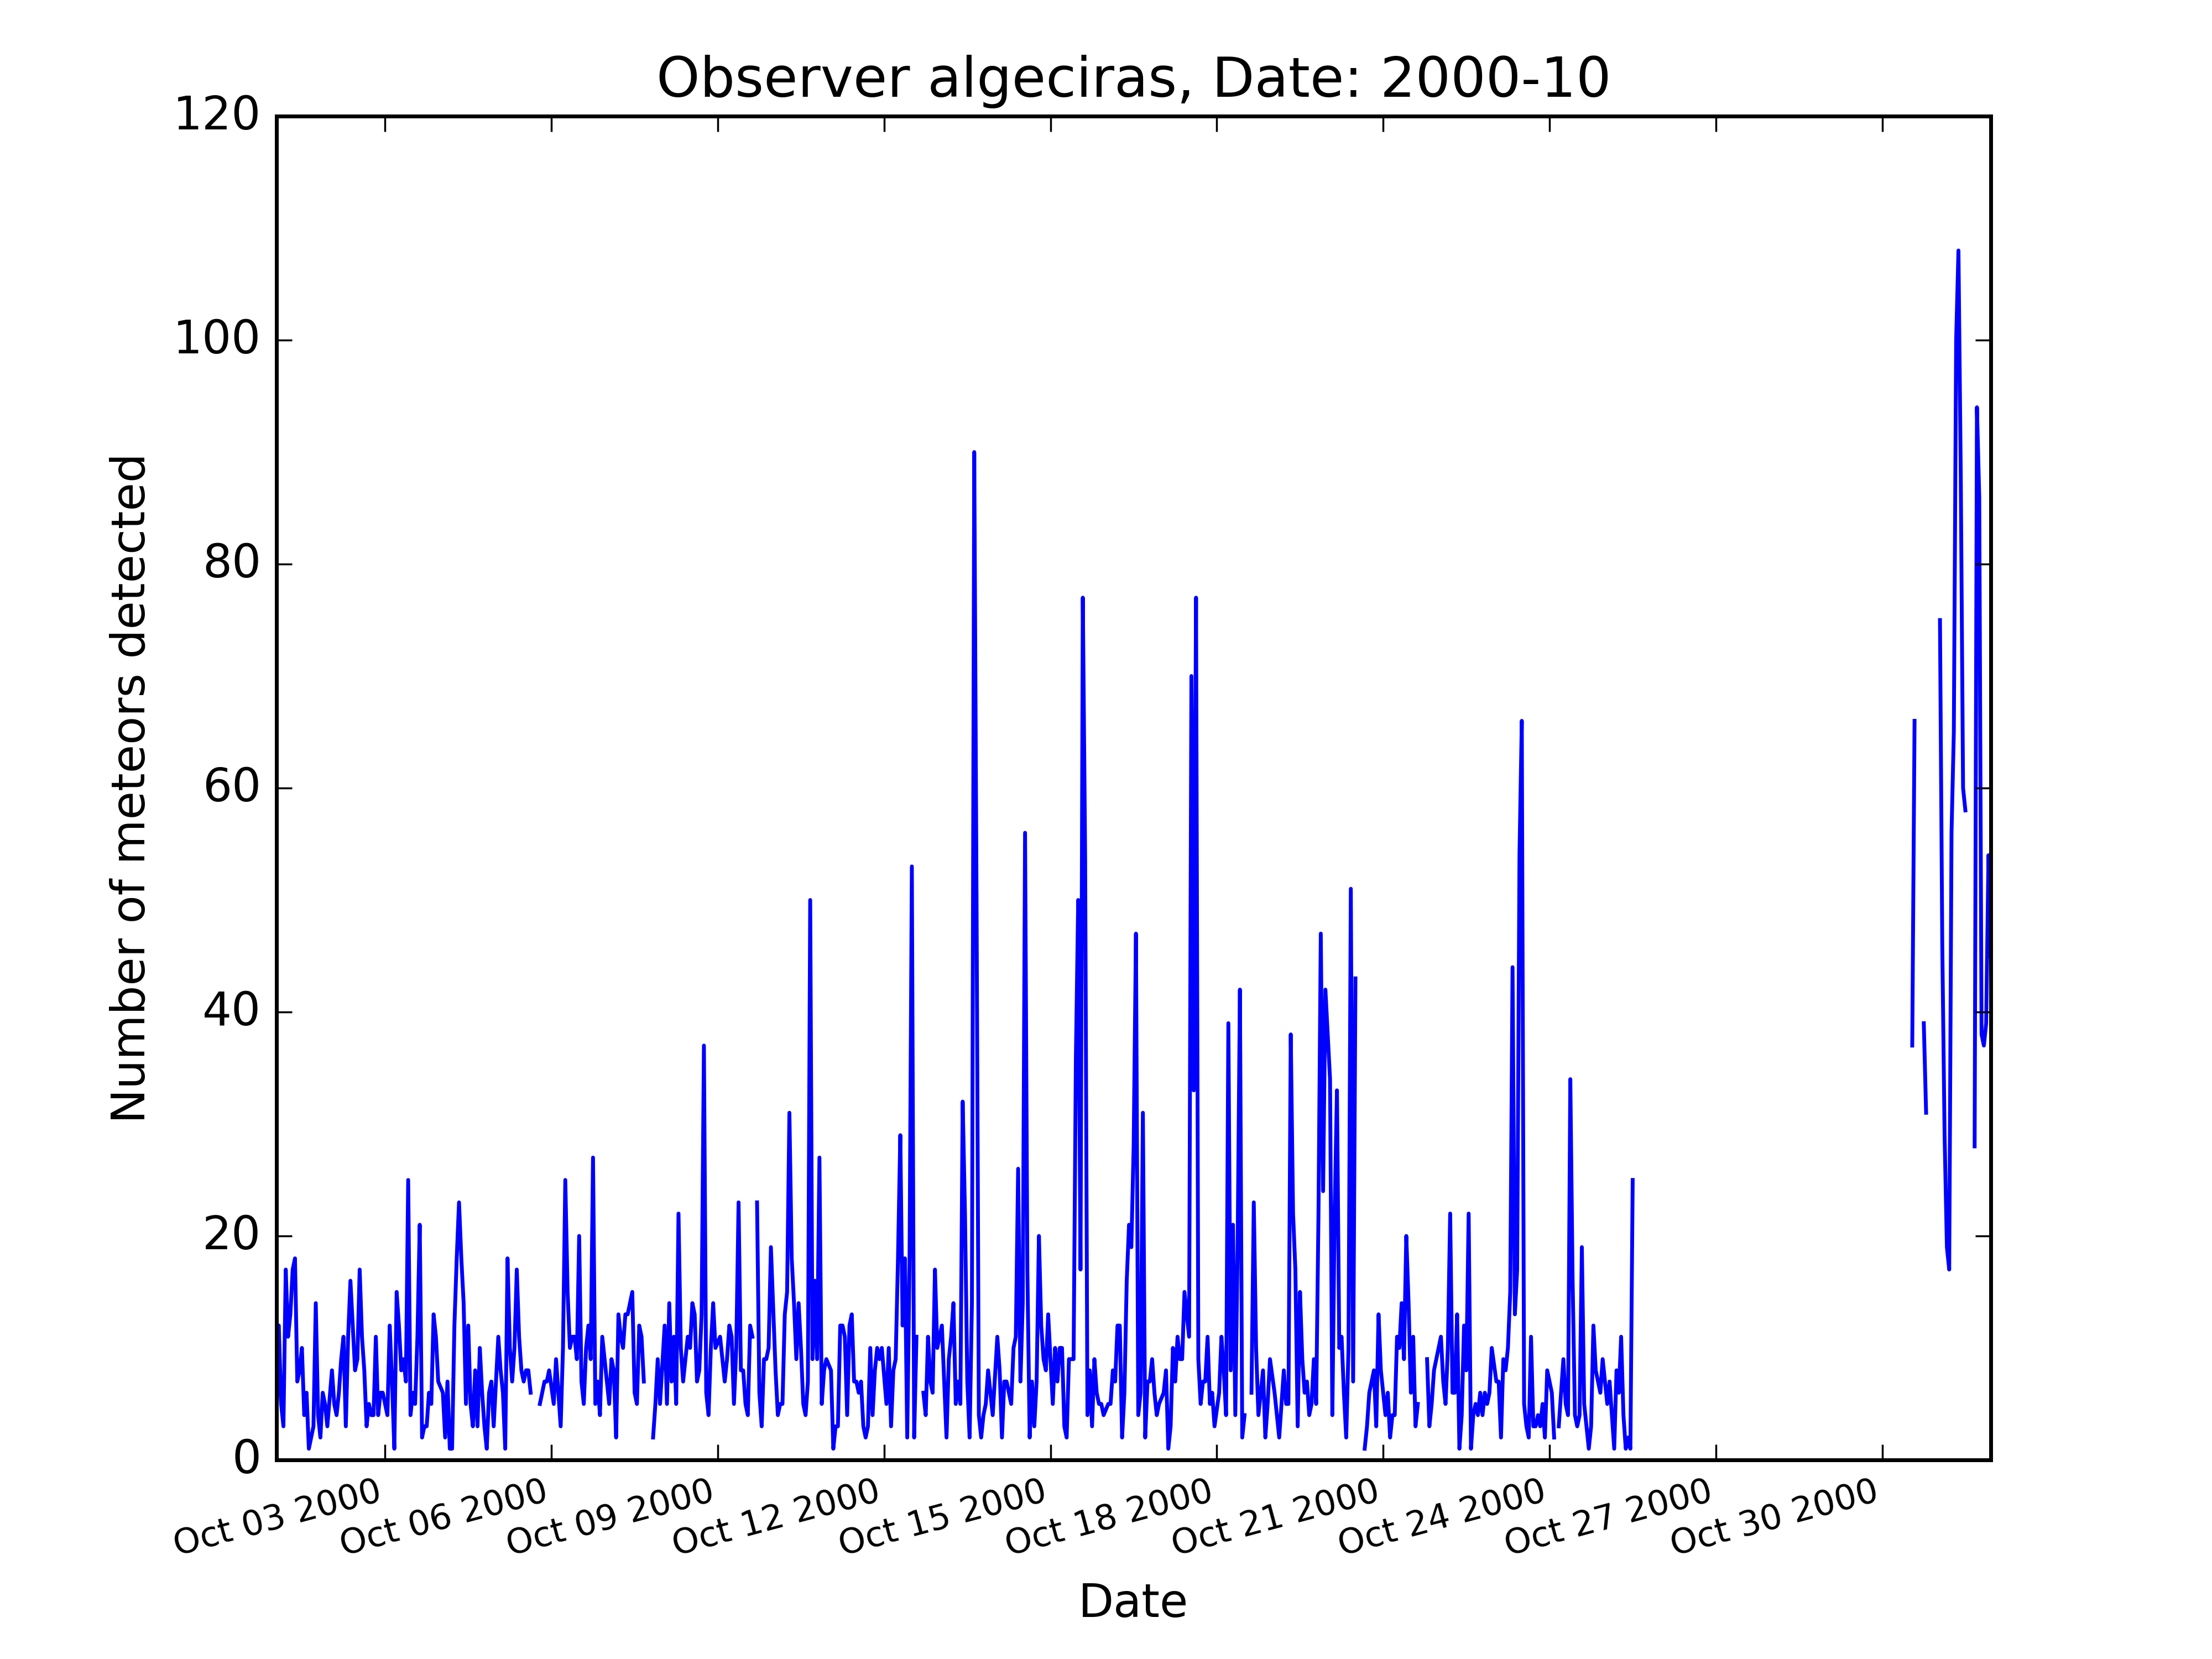 Observer algeciras, Date: 2000-10
120
100
80
60
40
20
0
Number of meteors detected
Oct 03 2000
Oct 06 2000
Oct 09 2000
Oct 12 2000
Oct 15 2000
Oct 18 2000
Oct 21 2000
Oct 24 2000
Oct 27 2000
Oct 30 2000
Date